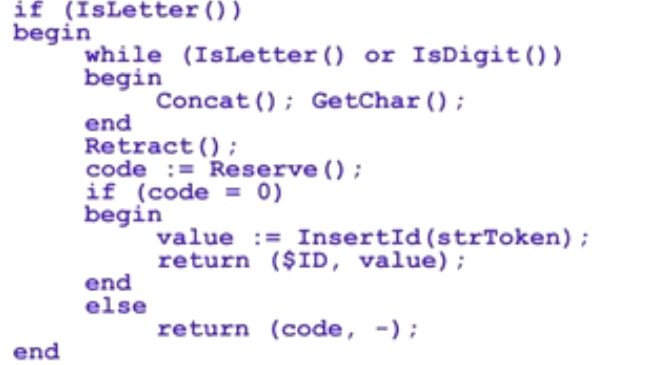 if (IsLetter())
begin
while (IsLetter() or IsDigit())
begin
Concat(); GetChar();
end
Retract();
code := Reserve();
if (code = 0)
begin
value := InsertId(strToken);
return ($ID, value);
end
else
return (code, -);
end